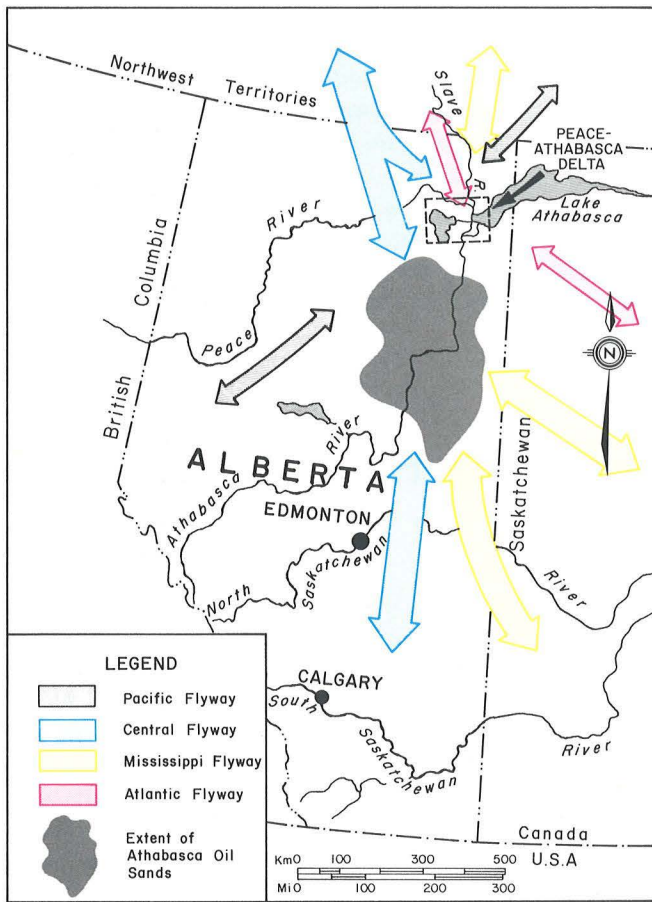 Northwest Territories
Slave
R.
PEACE-
ATHABASCA
DELTA
Lake
Athabasca
British Columbia
Peace River
Athabasca River
ALBERTA
EDMONTON
North Saskatchewan River
Saskatchewan
N
CALGARY
South Saskatchewan River
Canada
U.S.A
LEGEND
Pacific Flyway
Central Flyway
Mississippi Flyway
Atlantic Flyway
Extent of
Athabasca Oil
Sands
Km 0 100 300 500
Mi 0 100 200 300